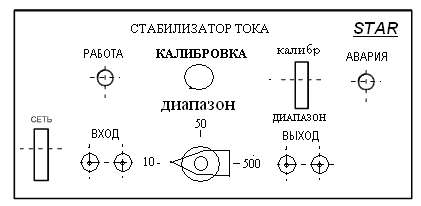 СТАБИЛИЗАТОР ТОКА
STAR
РАБОТА
КАЛИБРОВКА
калибр
АВАРИЯ
ДИАПАЗОН
ДИАПАЗОН
СЕТЬ
ВХОД
50
ВЫХОД
10-
-500